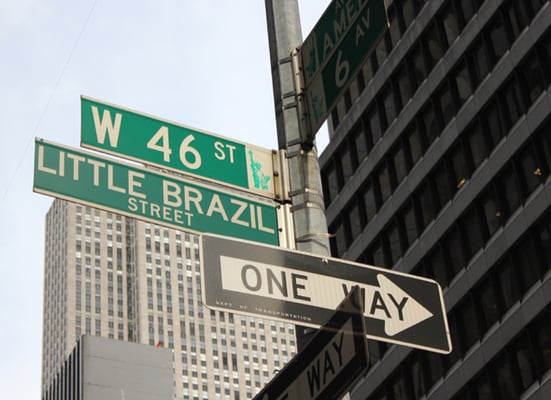 AMER
6 AV
W 46 ST
LITTLE BRAZIL
STREET
ONE WAY
DEPT OF TRANSPORTATION
WAY